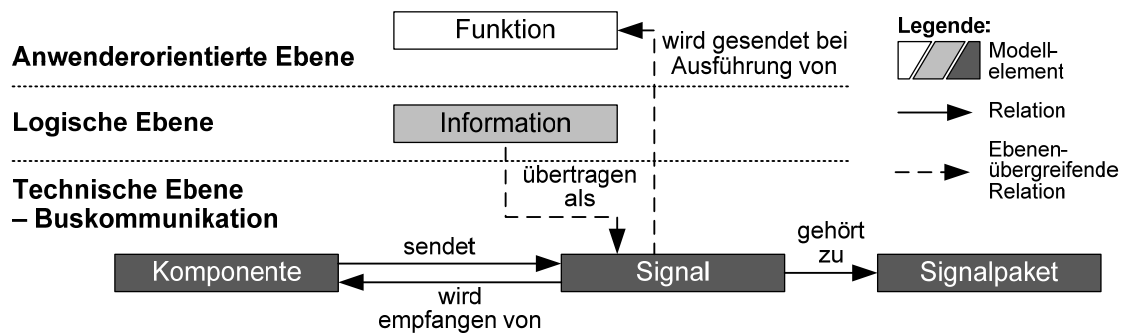 Funktion
Anwenderorientierte Ebene
wird gesendet bei
Ausführung von
Logische Ebene
Information
Technische Ebene
– Buskommunikation
übertragen
als
Komponente
sendet
wird
empfangen von
Signal
gehört
zu
Signalpaket
Legende:
Modell-
element
Relation
Ebenen-
übergreifende
Relation